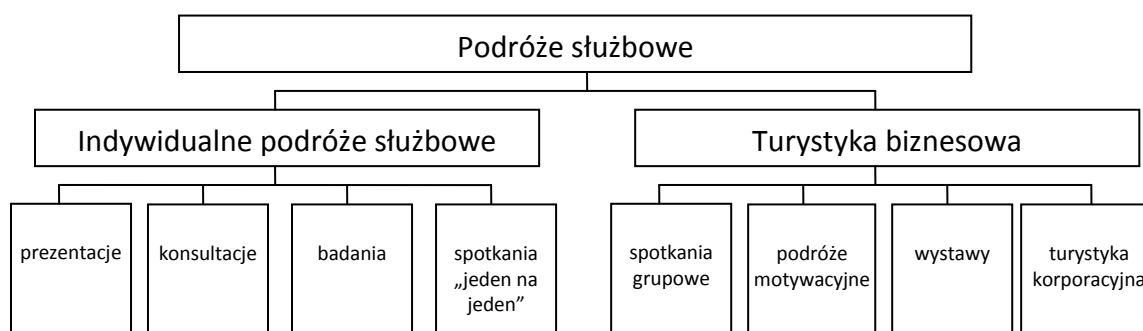 Podróże służbowe
Indywidualne podróże służbowe
Turystyka biznesowa
prezentacje
konsultacje
badania
spotkania
„jeden na
jeden”
spotkania
grupowe
podróże
motywacyjne
wystawy
turystyka
korporacyjna